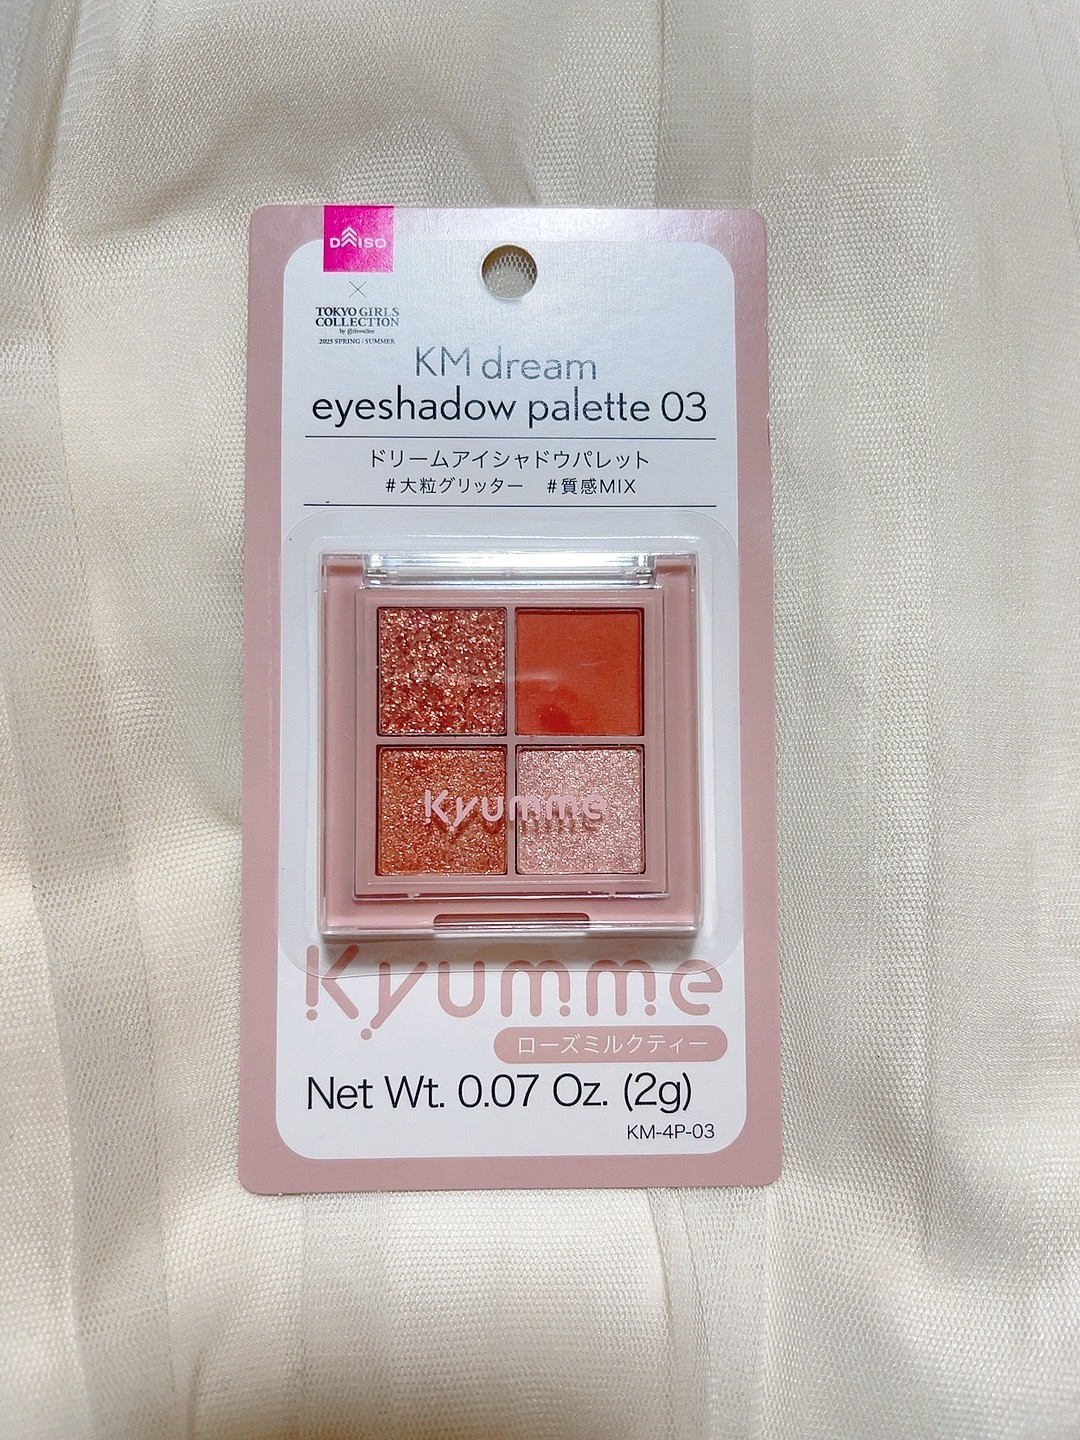 DAISO
×
TOKYO GIRLS
COLLECTION
by girlswalker
2023 SPRING / SUMMER
KM dream
eyeshadow palette 03
ドリームアイシャドウパレット
#大粒グリッター #質感MIX
Kyumme
Kyumme
ローズミルクティー
Net Wt. 0.07 Oz. (2g)
KM-4P-03